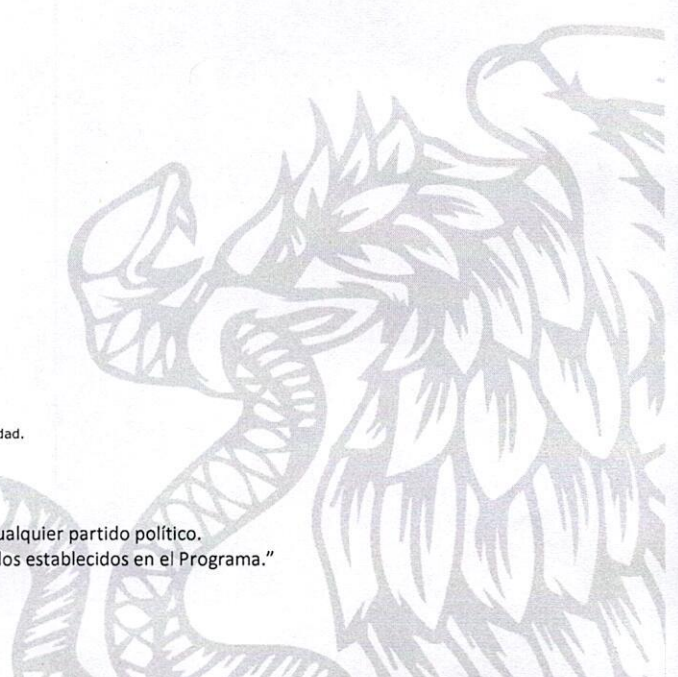 dad.
ualquier partido político.
los establecidos en el Programa.”